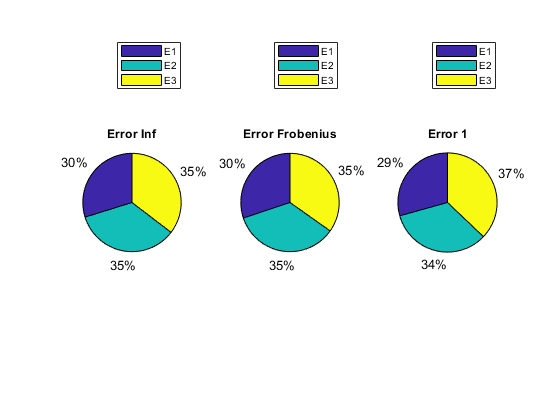 E1
E2
E3
E1
E2
E3
E1
E2
E3
Error Inf
30%
35%
35%
Error Frobenius
30%
35%
35%
Error 1
29%
37%
34%